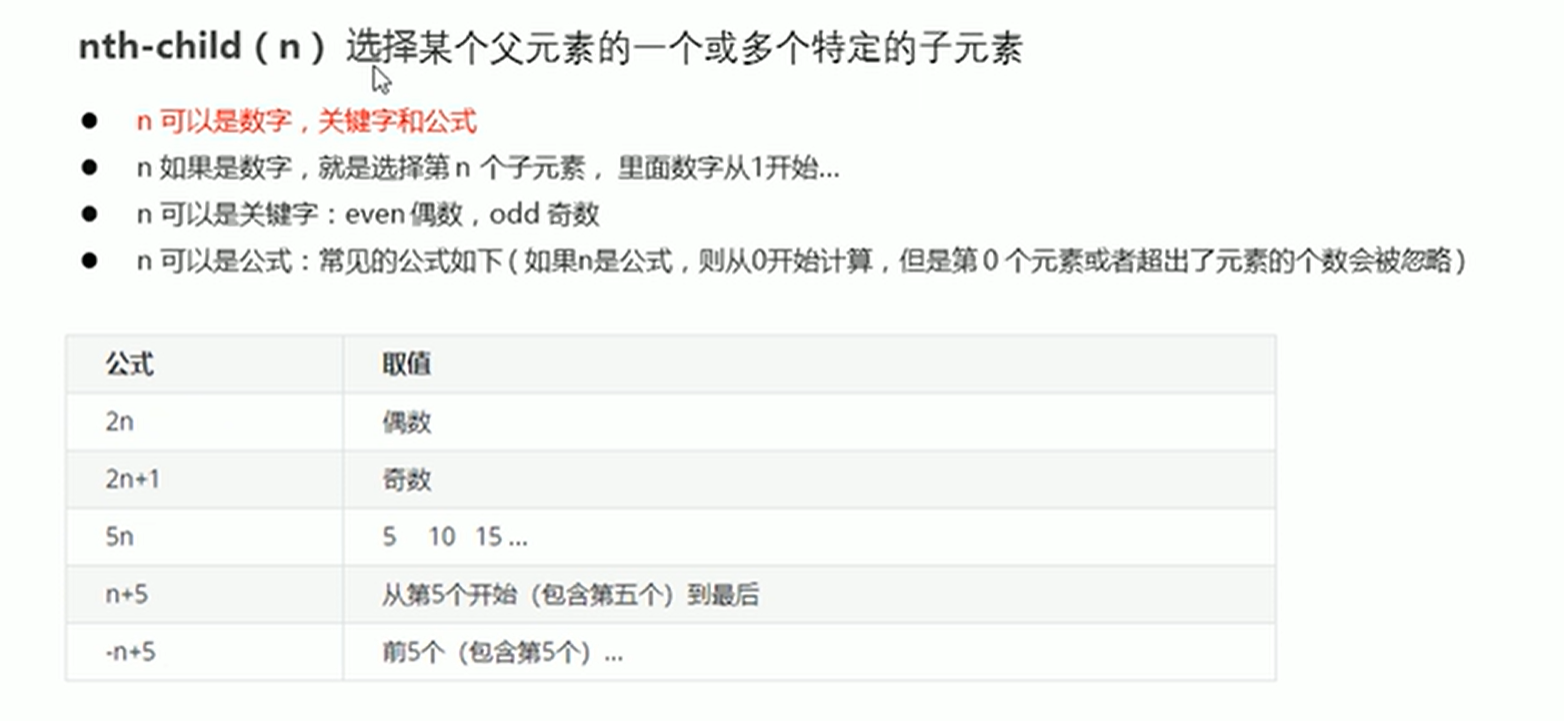 nth-child（n） 选择某个父元素的一个或多个特定的子元素
● n 可以是数字，关键字和公式
● n 如果是数字，就是选择第 n 个子元素， 里面数字从1开始...
● n 可以是关键字：even 偶数，odd 奇数
● n 可以是公式：常见的公式如下 ( 如果n是公式，则从0开始计算，但是第 0 个元素或者超出了元素的个数会被忽略 )
公式 取值
2n 偶数
2n+1 奇数
5n 5 10 15 ...
n+5 从第5个开始（包含第五个）到最后
-n+5 前5个（包含第5个）...